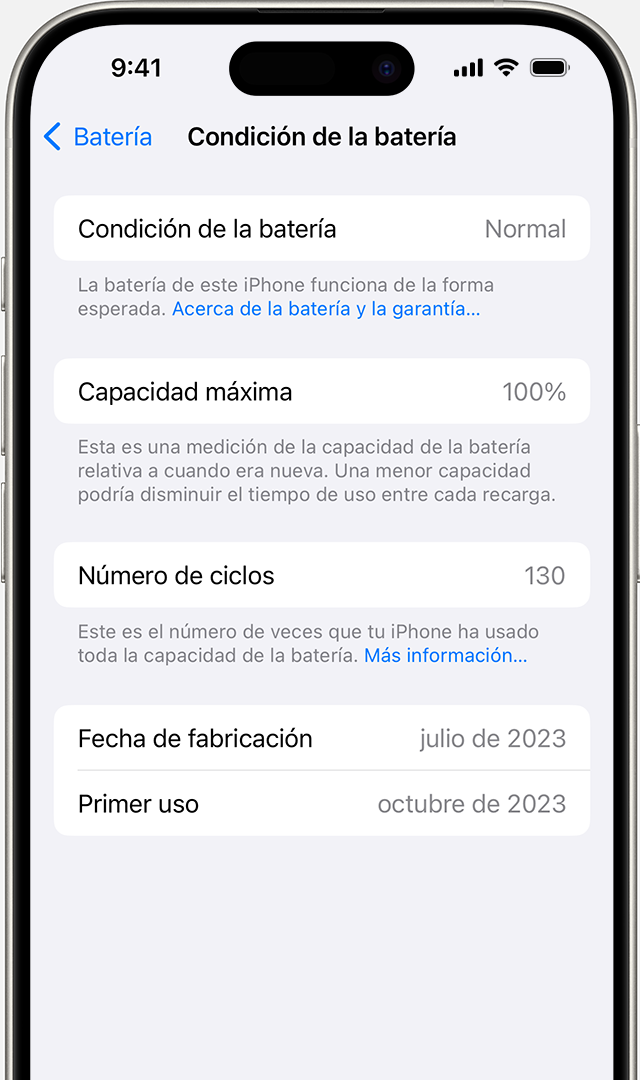 9:41
Batería Condición de la batería
Condición de la batería Normal
La batería de este iPhone funciona de la forma
esperada. Acerca de la batería y la garantía...
Capacidad máxima 100%
Esta es una medición de la capacidad de la batería
relativa a cuando era nueva. Una menor capacidad
podría disminuir el tiempo de uso entre cada recarga.
Número de ciclos 130
Este es el número de veces que tu iPhone ha usado
toda la capacidad de la batería. Más información...
Fecha de fabricación julio de 2023
Primer uso octubre de 2023